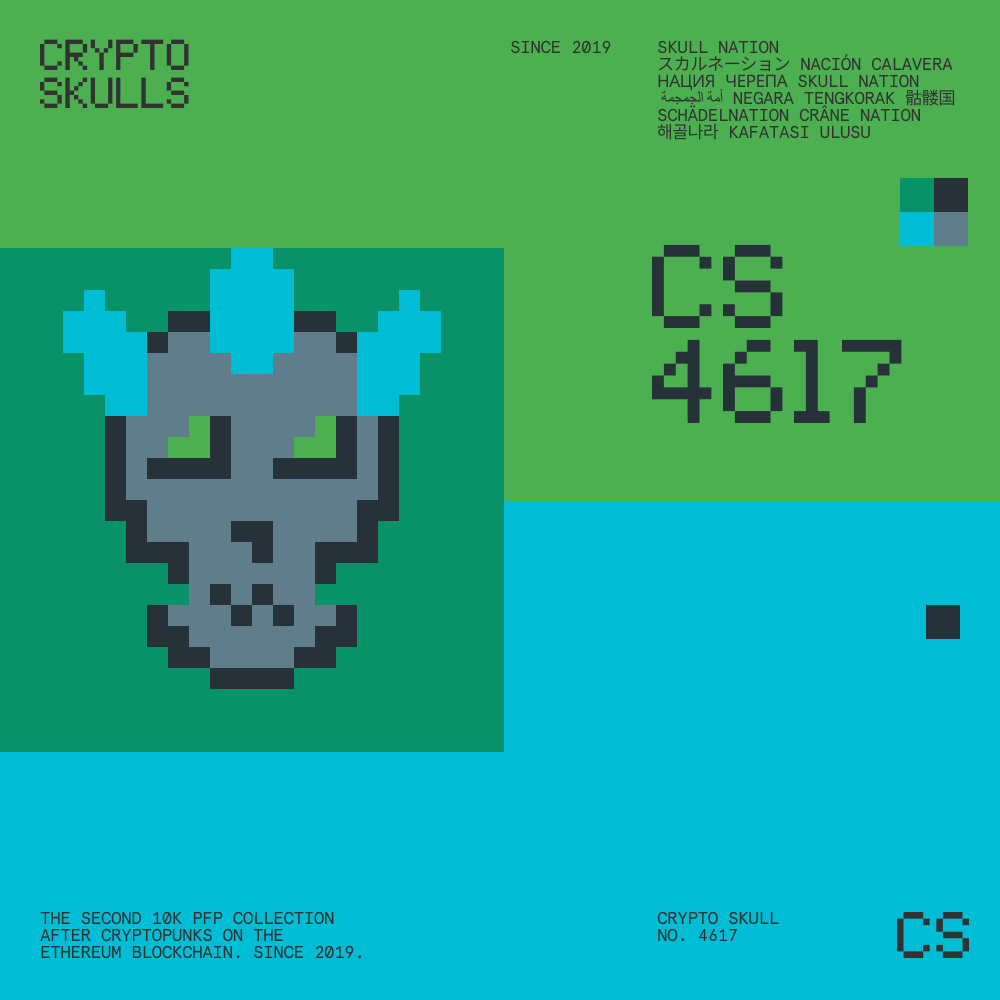 CRYPTO
SKULLS
SINCE 2019
SKULL NATION
スカルネーション NACIÓN CALAVERA
НАЦИЯ ЧЕРЕПА SKULL NATION
أمة الجمجمة NEGARA TENGKORAK 骷髅国
SCHÄDELNATION CRÂNE NATION
해골나라 KAFATASI ULUSU
CS
4617
THE SECOND 10K PFP COLLECTION
AFTER CRYPTOPUNKS ON THE
ETHEREUM BLOCKCHAIN. SINCE 2019.
CRYPTO SKULL
NO. 4617
CS